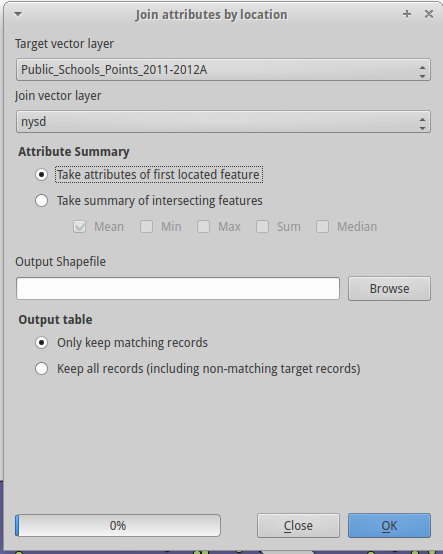 Join attributes by location
Target vector layer
Public_Schools_Points_2011-2012A
Join vector layer
nysd
Attribute Summary
Take attributes of first located feature
Take summary of intersecting features
Mean Min Max Sum Median
Output Shapefile
Browse
Output table
Only keep matching records
Keep all records (including non-matching target records)
0% Close OK